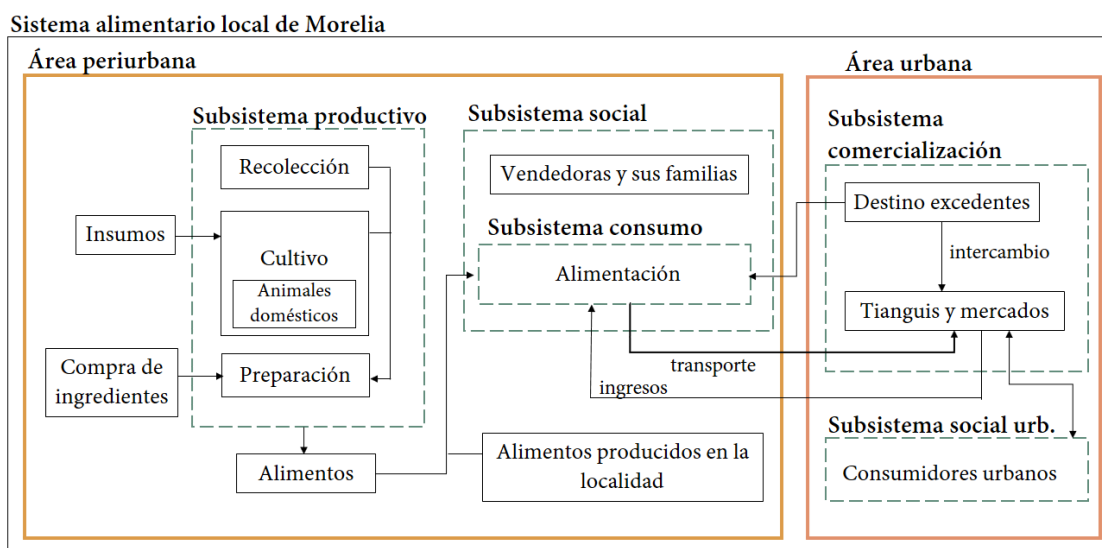 Sistema alimentario local de Morelia
Área periurbana
Subsistema productivo
Recolección
Insumos
Cultivo
Animales
domésticos
Compra de
ingredientes
Preparación
Alimentos
Subsistema social
Vendedoras y sus familias
Subsistema consumo
Alimentación
transporte
ingresos
Alimentos producidos en la
localidad
Área urbana
Subsistema
comercialización
Destino excedentes
intercambio
Tianguis y mercados
Subsistema social urb.
Consumidores urbanos